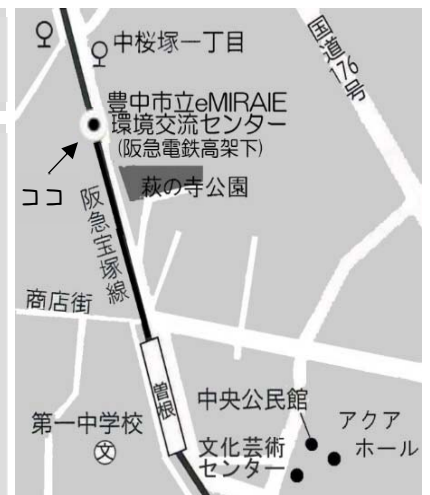 国道176号
中桜塚一丁目
豊中市立eMIRAIE
環境交流センター
(阪急電鉄高架下)
ココ
萩の寺公園
阪急宝塚線
商店街
曽根
中央公民館
アクア
ホール
第一中学校
文
文化芸術
センター